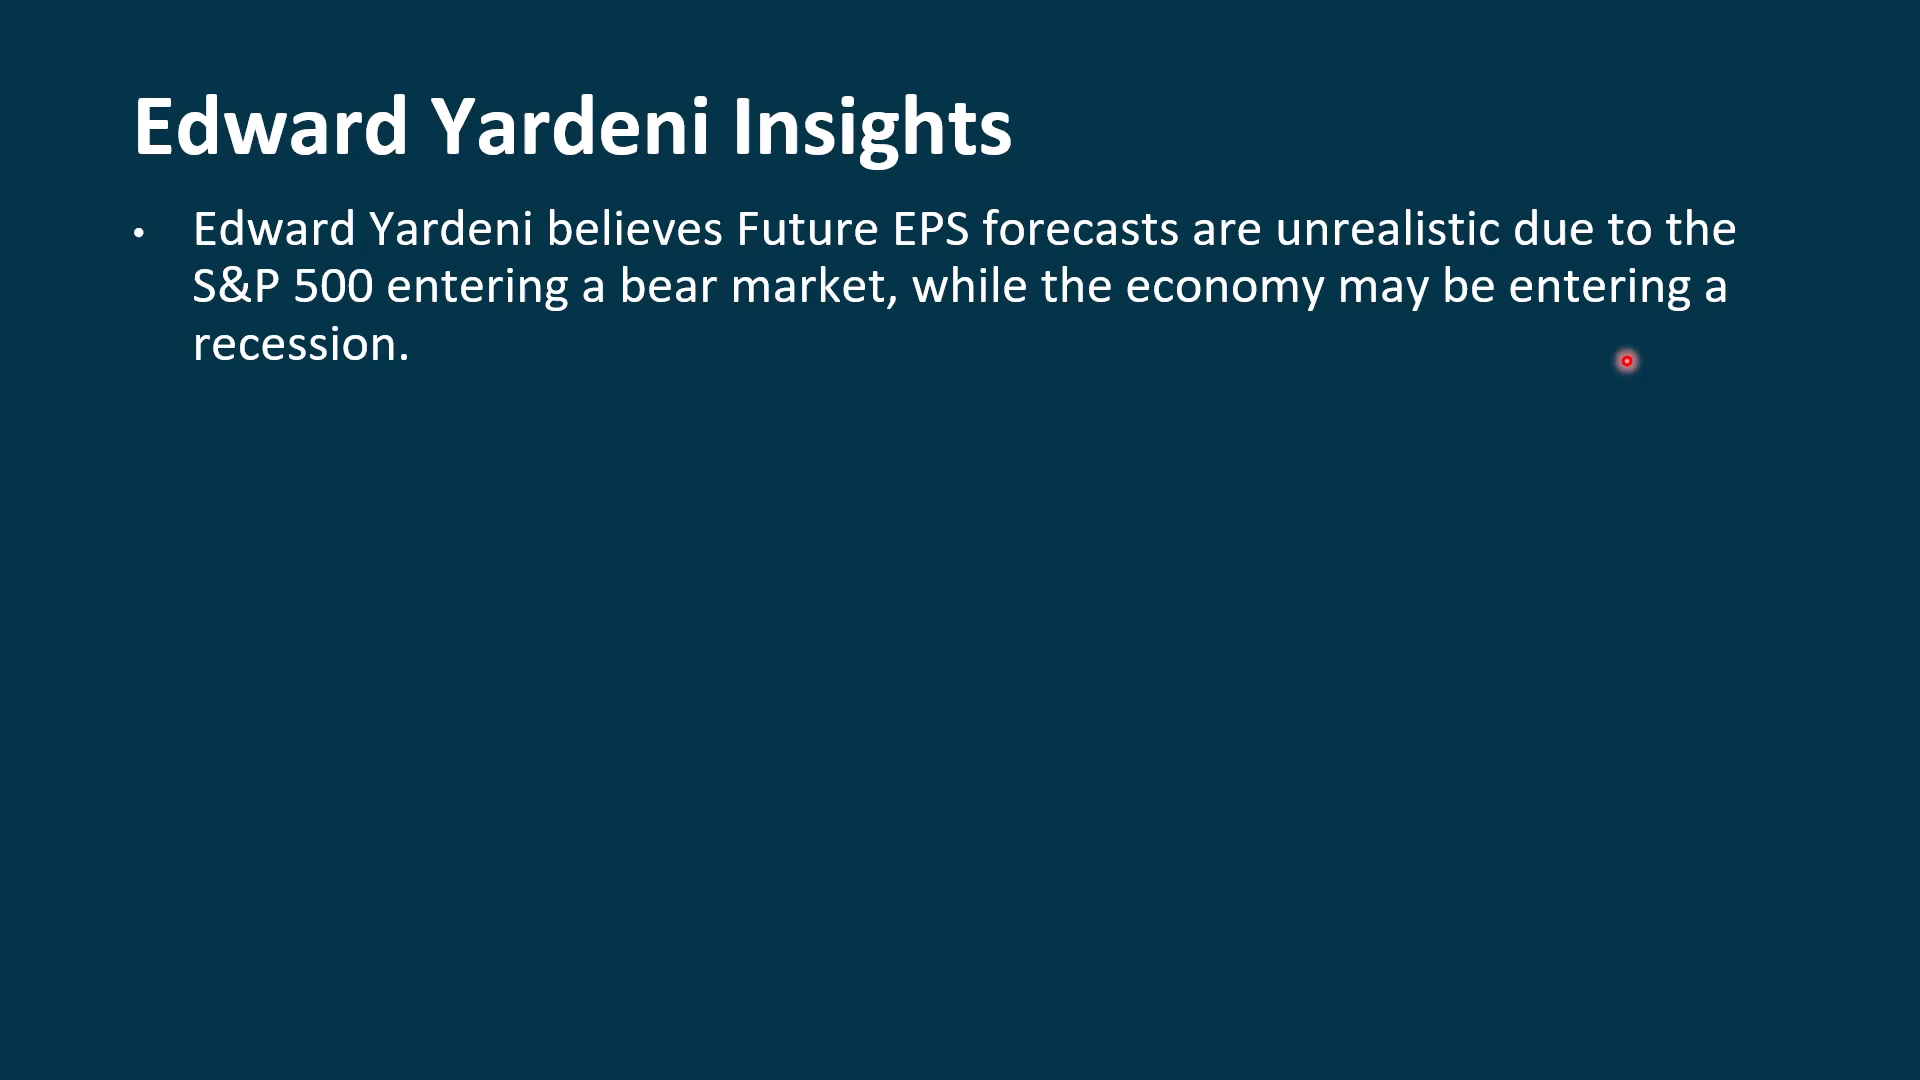 Edward Yardeni Insights
• Edward Yardeni believes Future EPS forecasts are unrealistic due to the
S&P 500 entering a bear market, while the economy may be entering a
recession.